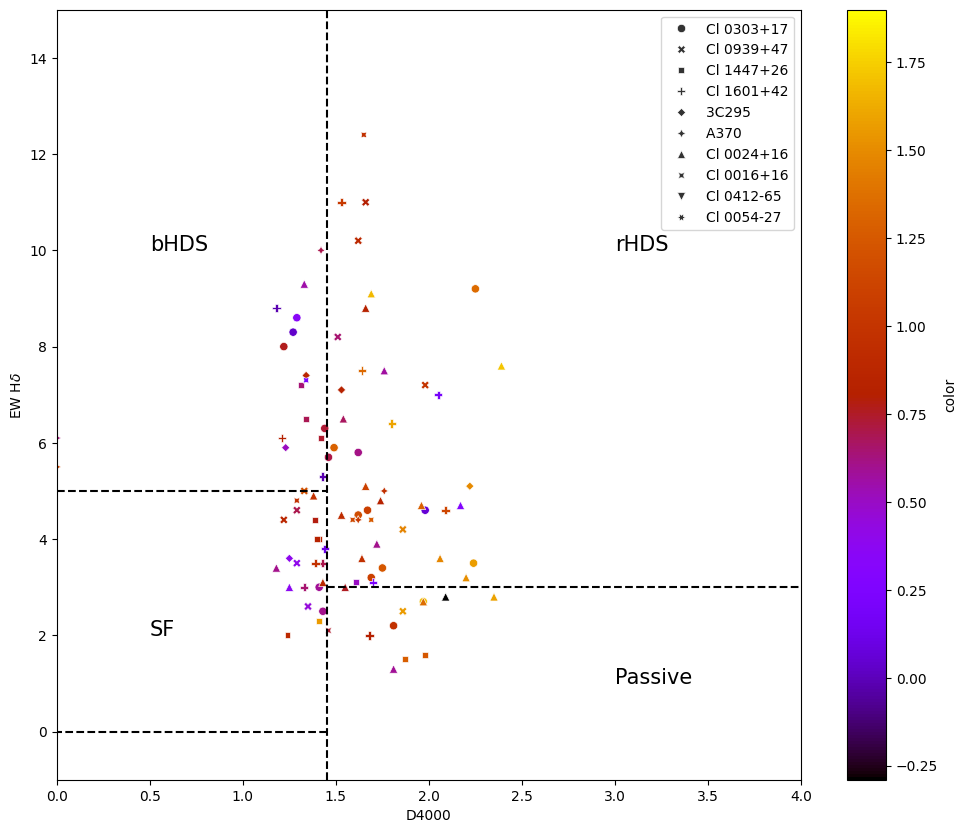 Cl 0303+17
Cl 0939+47
Cl 1447+26
Cl 1601+42
3C295
A370
Cl 0024+16
Cl 0016+16
Cl 0412-65
Cl 0054-27
bHDS
rHDS
SF
Passive
14
12
10
8
6
4
2
0
EW Hδ
0.0
0.5
1.0
1.5
2.0
2.5
3.0
3.5
4.0
D4000
1.75
1.50
1.25
1.00
0.75
0.50
0.25
0.00
−0.25
color